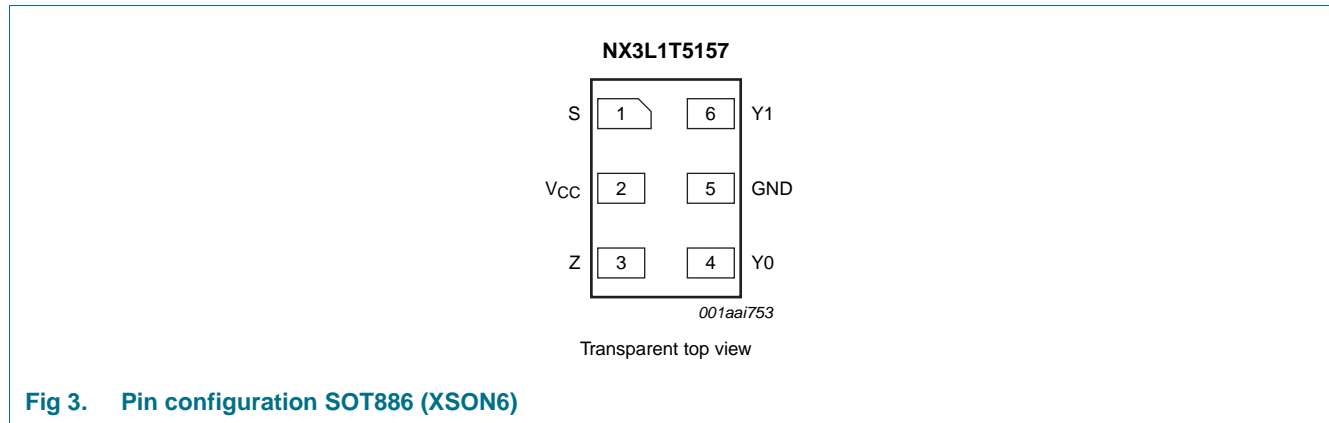 NX3L1T5157
S 1 6 Y1
VCC 2 5 GND
Z 3 4 Y0
001aai753
Transparent top view
Fig 3. Pin configuration SOT886 (XSON6)